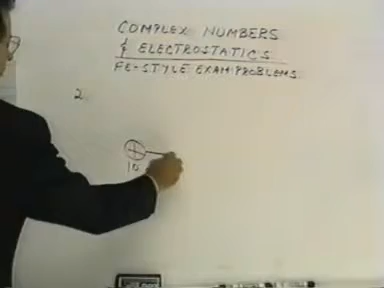 COMPLEX NUMBERS
& ELECTROSTATICS
FE-STYLE EXAM PROBLEMS
2
+
10